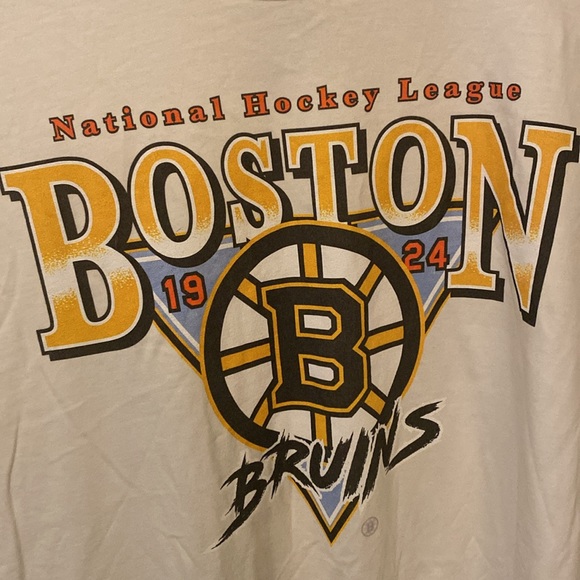 National Hockey League
BOSTON
19 24
B
BRUINS